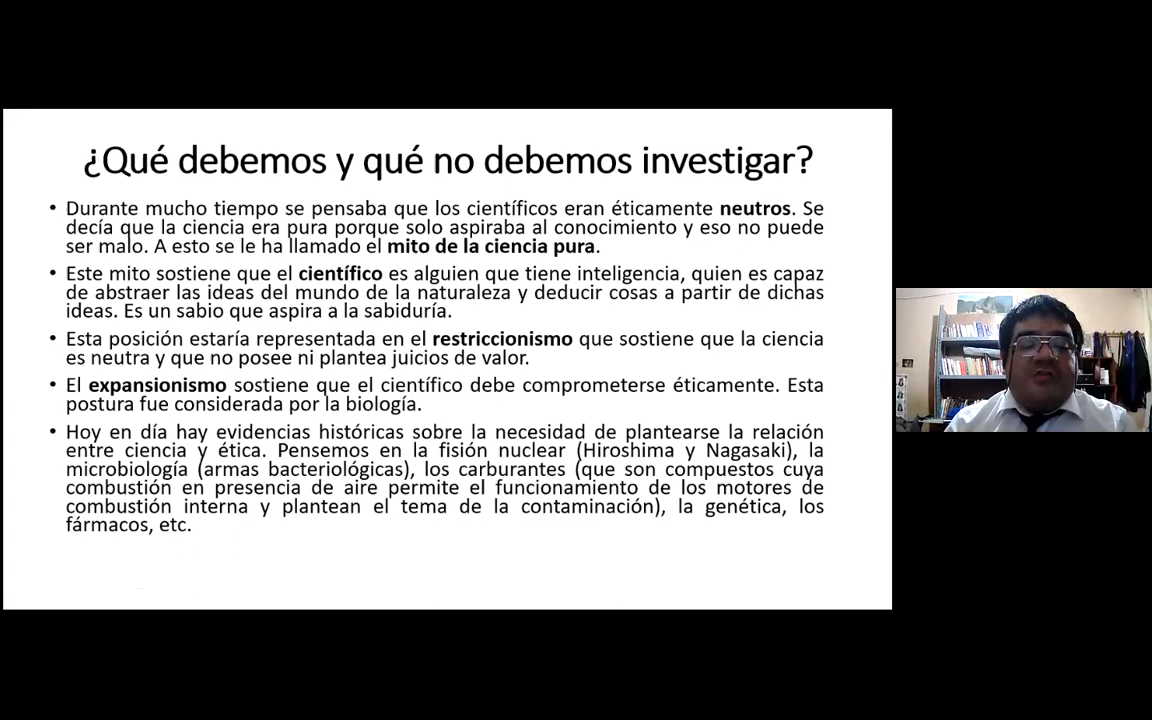 ¿Qué debemos y qué no debemos investigar?
• Durante mucho tiempo se pensaba que los científicos eran éticamente neutros. Se
decía que la ciencia era pura porque solo aspiraba al conocimiento y eso no puede
ser malo. A esto se le ha llamado el mito de la ciencia pura.
• Este mito sostiene que el científico es alguien que tiene inteligencia, quien es capaz
de abstraer las ideas del mundo de la naturaleza y deducir cosas a partir de dichas
ideas. Es un sabio que aspira a la sabiduría.
• Esta posición estaría representada en el restriccionismo que sostiene que la ciencia
es neutra y que no posee ni plantea juicios de valor.
• El expansionismo sostiene que el científico debe comprometerse éticamente. Esta
postura fue considerada por la biología.
• Hoy en día hay evidencias históricas sobre la necesidad de plantearse la relación
entre ciencia y ética. Pensemos en la fisión nuclear (Hiroshima y Nagasaki), la
microbiología (armas bacteriológicas), los carburantes (que son compuestos cuya
combustión en presencia de aire permite el funcionamiento de los motores de
combustión interna y plantean el tema de la contaminación), la genética, los
fármacos, etc.